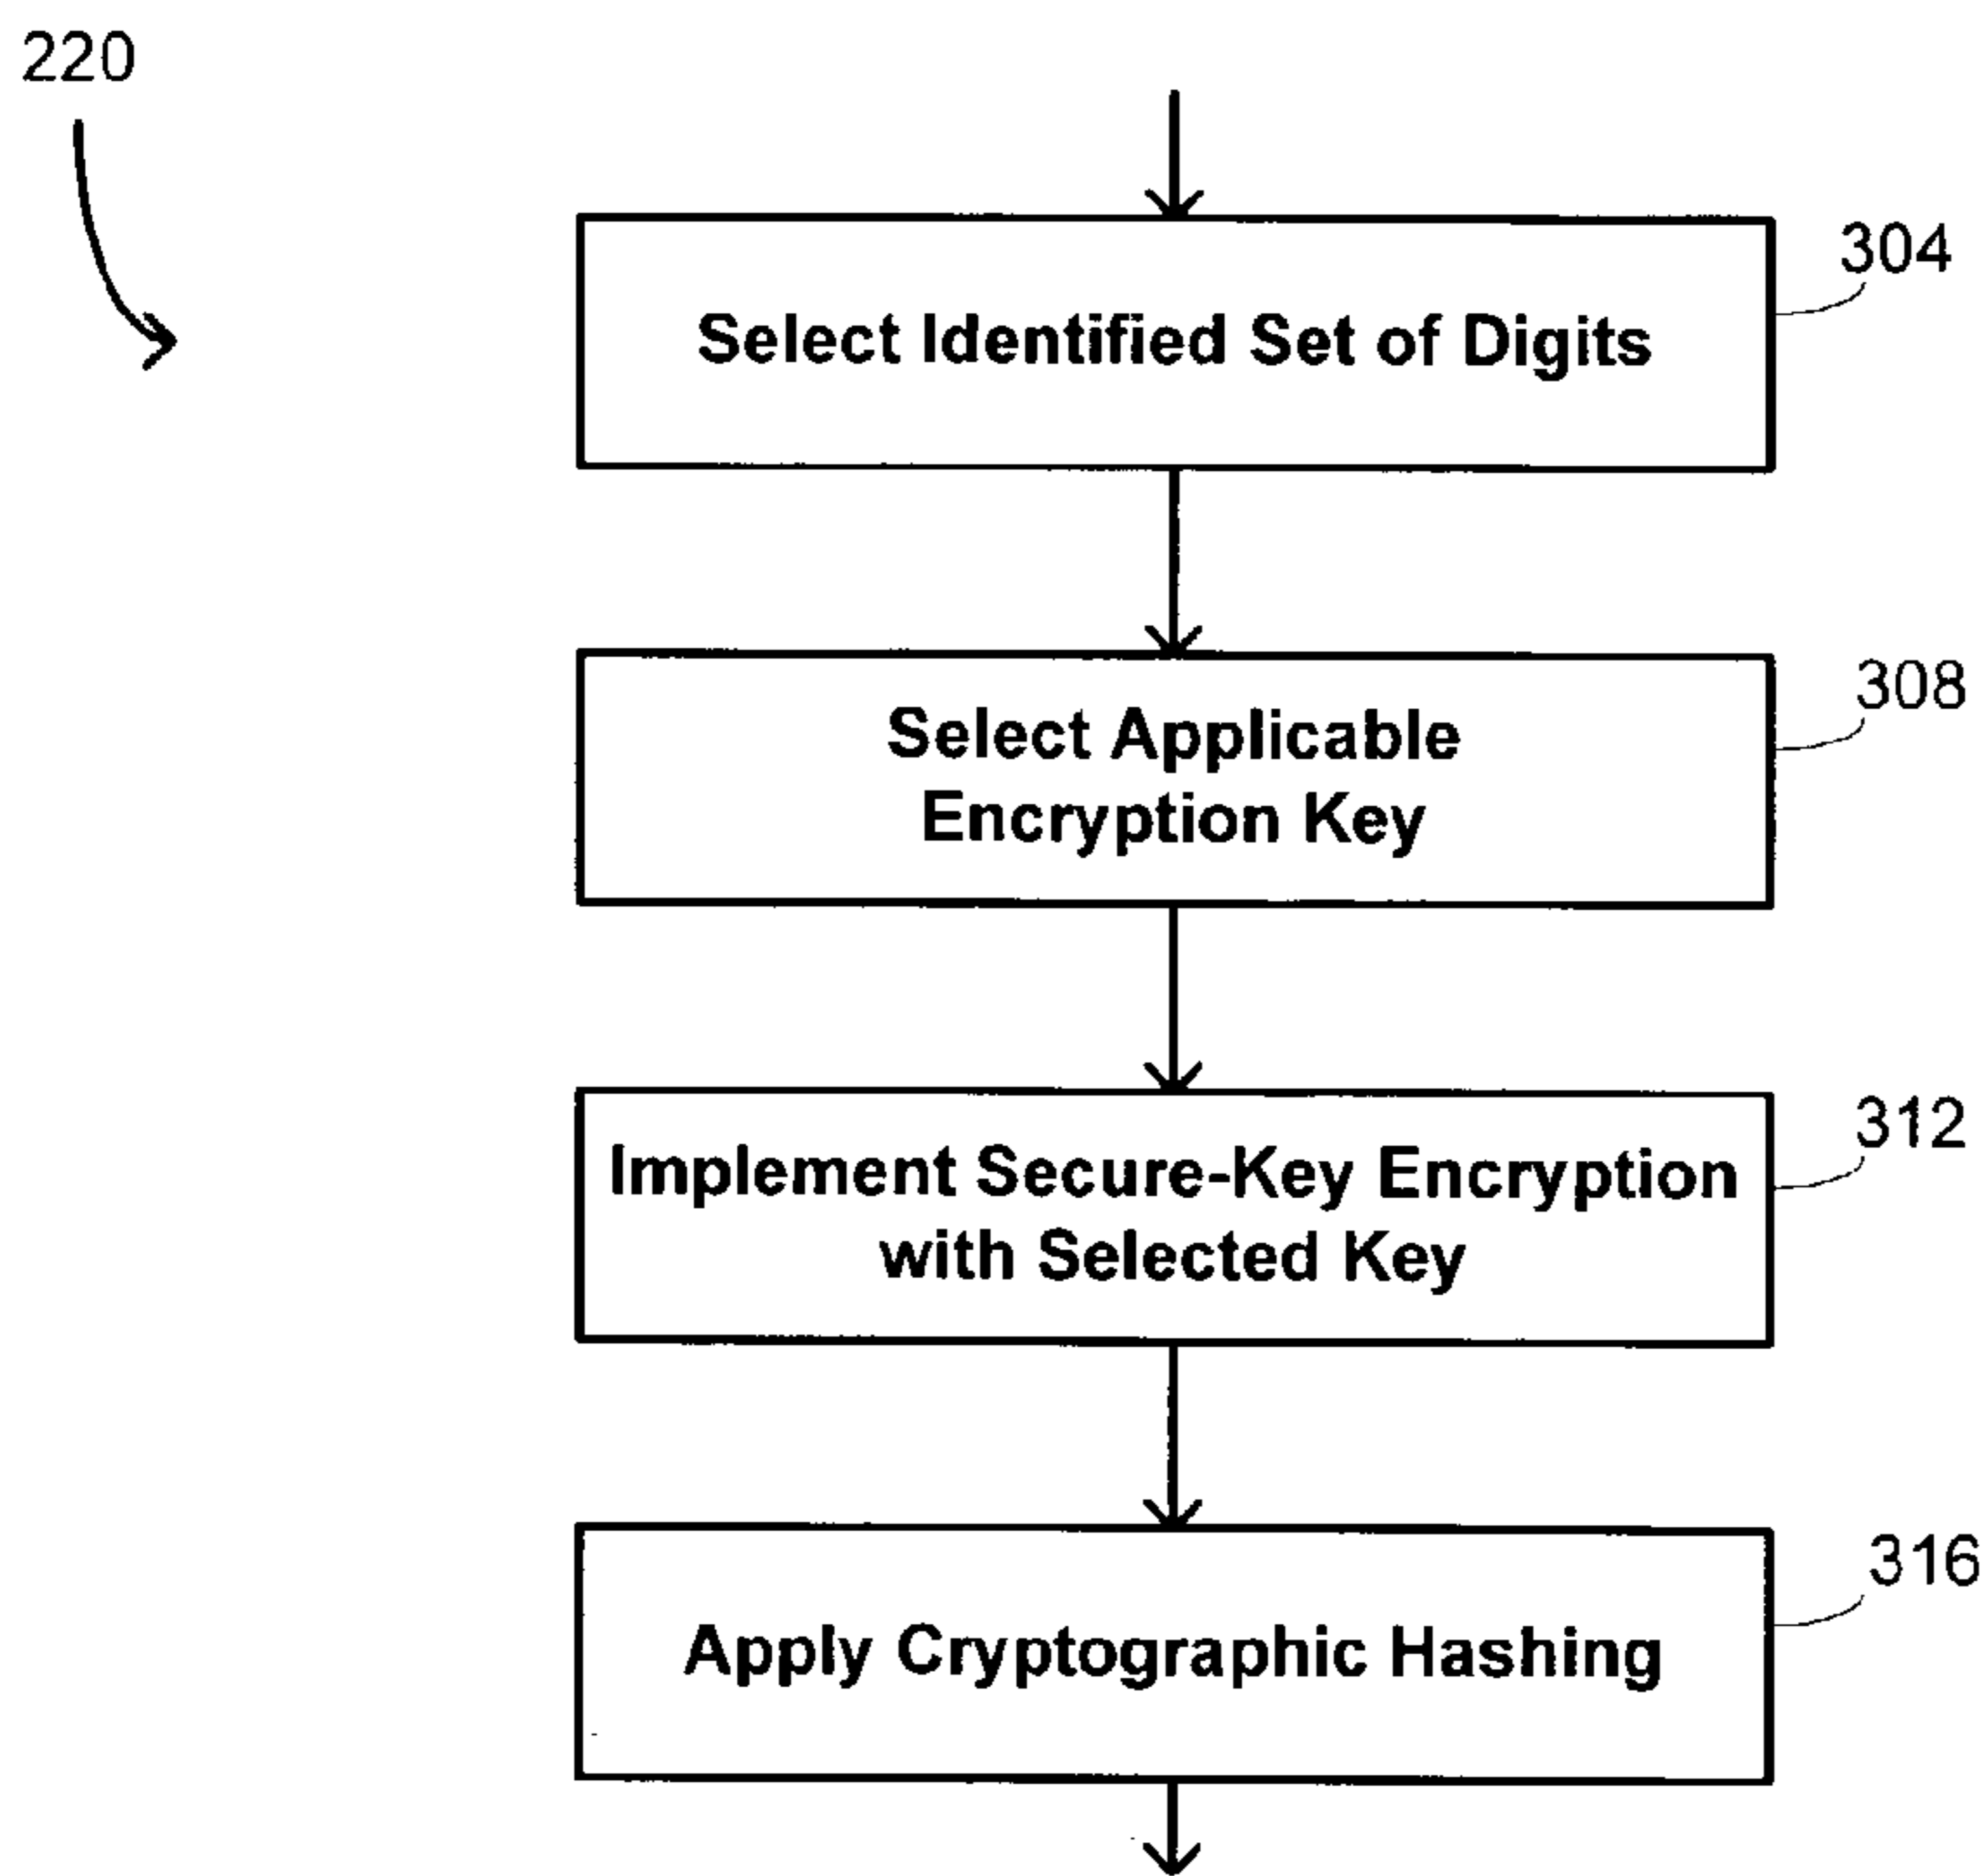 220
304
Select Identified Set of Digits
308
Select Applicable
Encryption Key
312
Implement Secure-Key Encryption
with Selected Key
316
Apply Cryptographic Hashing